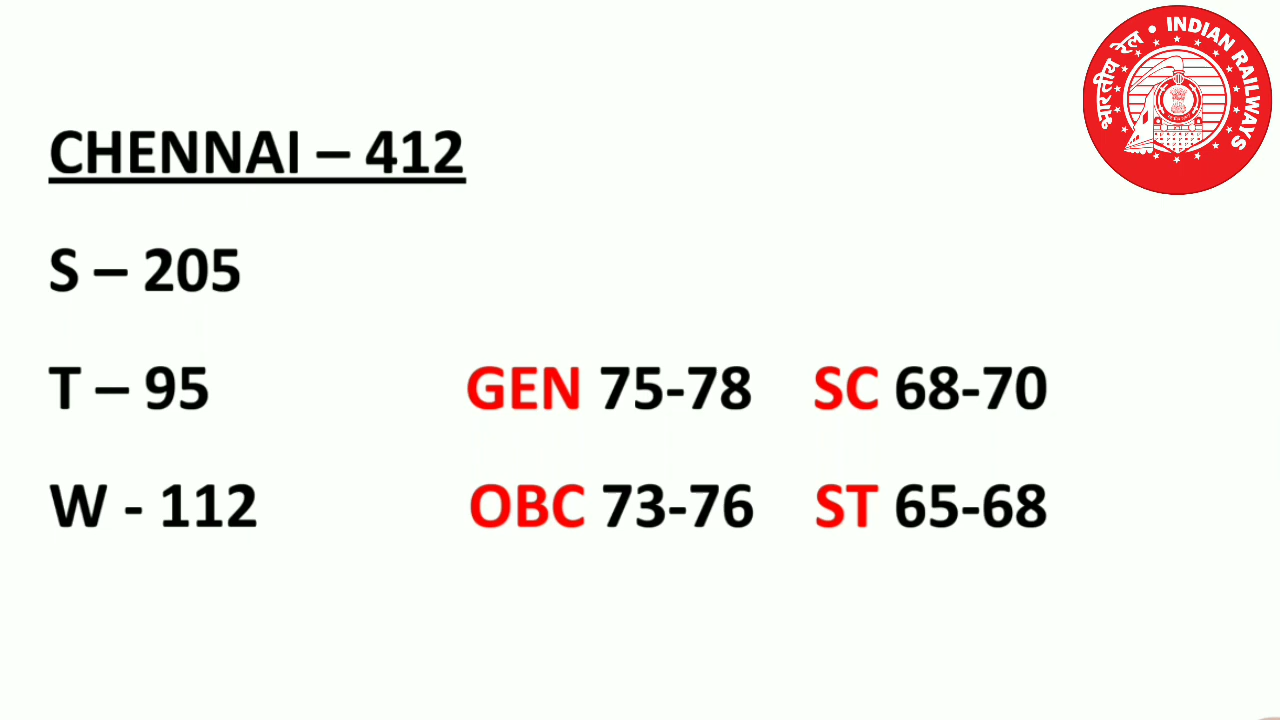 भारतीय रेल • INDIAN RAILWAYS
CHENNAI – 412
S – 205
T – 95 GEN 75-78 SC 68-70
W - 112 OBC 73-76 ST 65-68